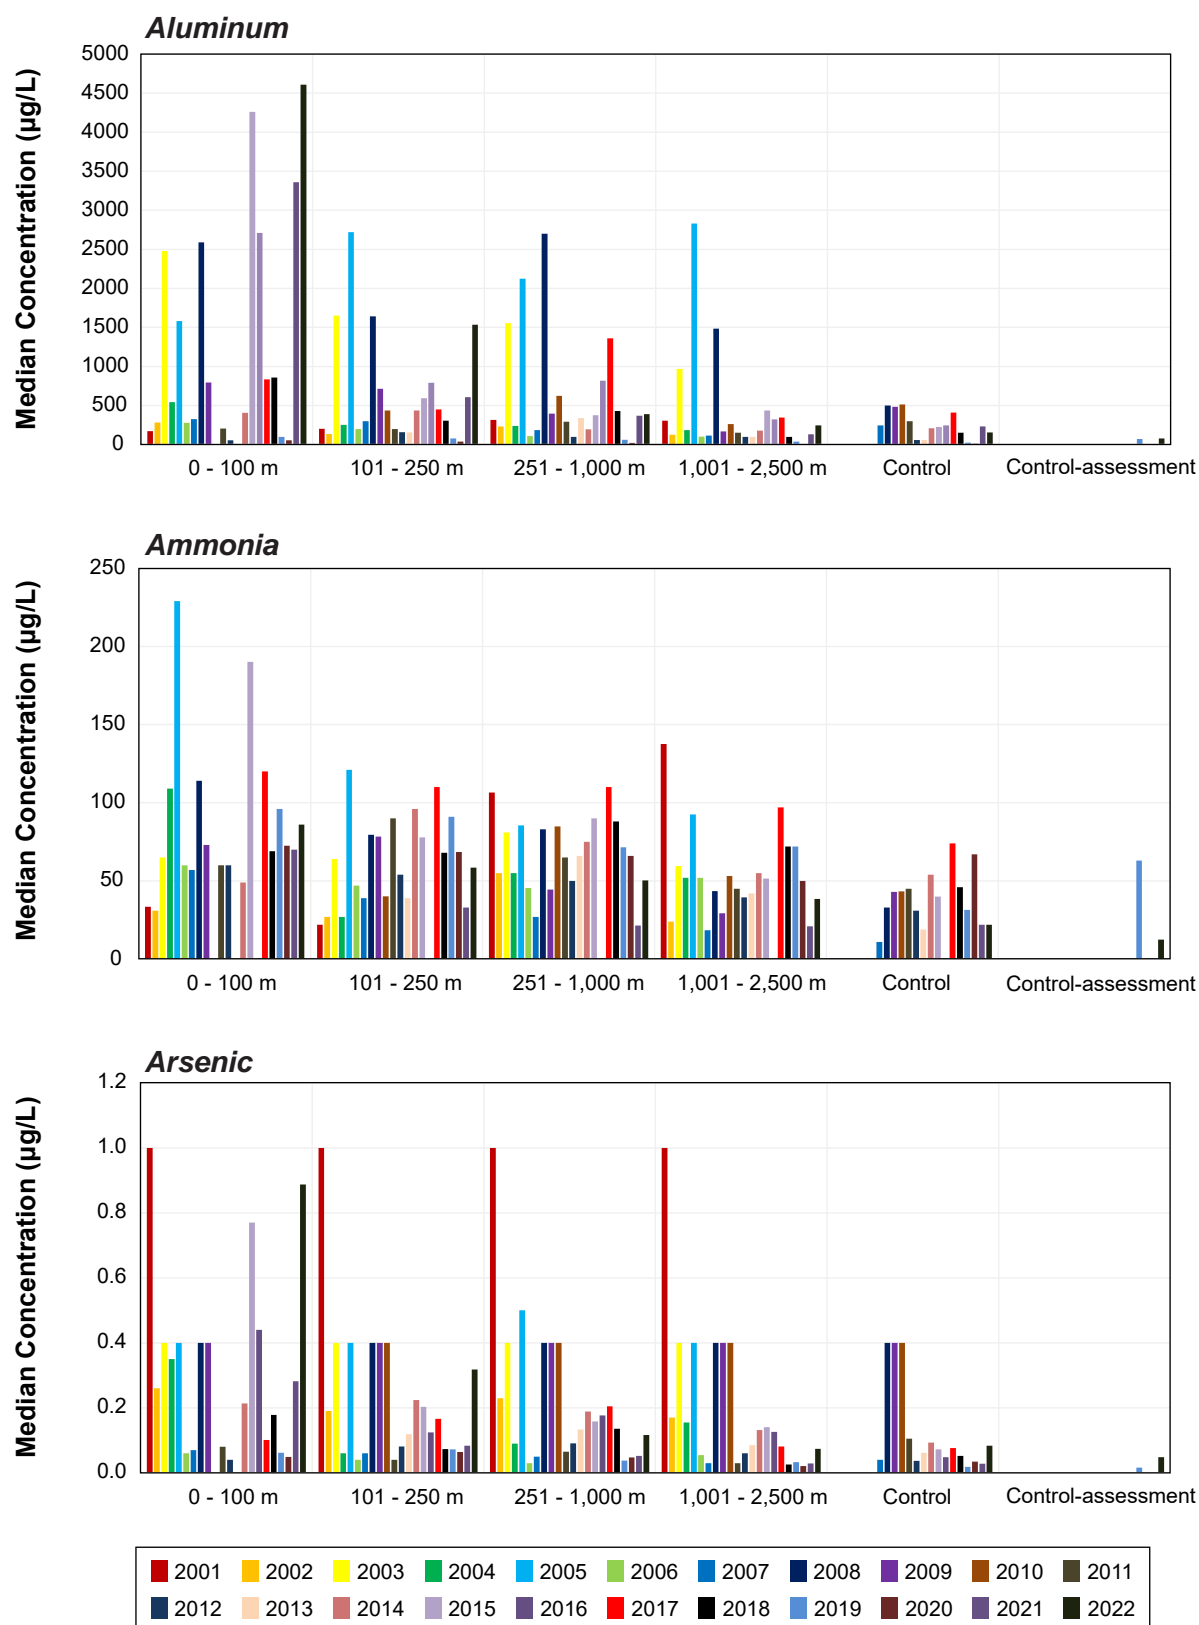 Aluminum
Median Concentration (µg/L)
5000
4500
4000
3500
3000
2500
2000
1500
1000
500
0
0 - 100 m 101 - 250 m 251 - 1,000 m 1,001 - 2,500 m Control Control-assessment
Ammonia
Median Concentration (µg/L)
250
200
150
100
50
0
0 - 100 m 101 - 250 m 251 - 1,000 m 1,001 - 2,500 m Control Control-assessment
Arsenic
Median Concentration (µg/L)
1.2
1.0
0.8
0.6
0.4
0.2
0.0
0 - 100 m 101 - 250 m 251 - 1,000 m 1,001 - 2,500 m Control Control-assessment
2001 2002 2003 2004 2005 2006 2007 2008 2009 2010 2011
2012 2013 2014 2015 2016 2017 2018 2019 2020 2021 2022